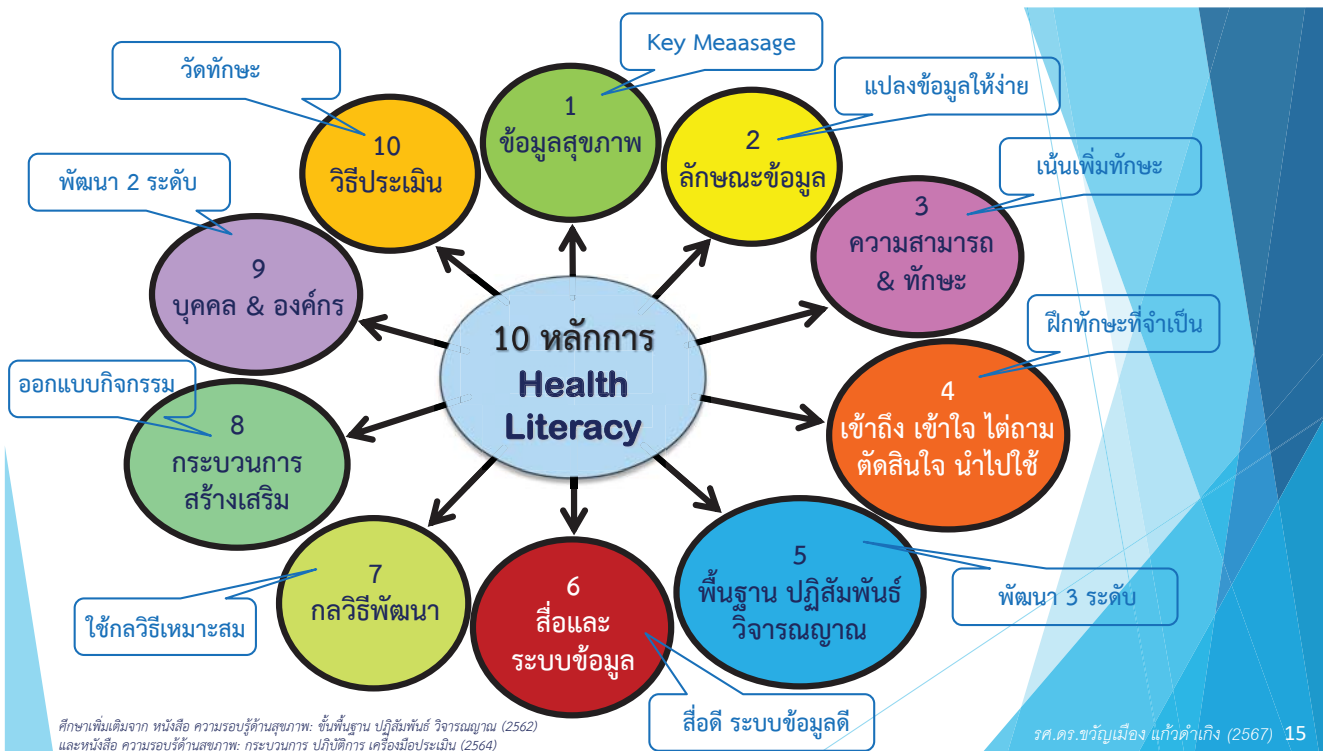 10 หลักการ
Health
Literacy
1
ข้อมูลสุขภาพ
Key Meaasage
2
ลักษณะข้อมูล
แปลงข้อมูลให้ง่าย
3
ความสามารถ
& ทักษะ
เน้นเพิ่มทักษะ
4
เข้าถึง เข้าใจ ไต่ถาม
ตัดสินใจ นำไปใช้
ฝึกทักษะที่จำเป็น
5
พื้นฐาน ปฏิสัมพันธ์
วิจารณญาณ
พัฒนา 3 ระดับ
6
สื่อและ
ระบบข้อมูล
สื่อดี ระบบข้อมูลดี
7
กลวิธีพัฒนา
ใช้กลวิธีเหมาะสม
8
กระบวนการ
สร้างเสริม
ออกแบบกิจกรรม
9
บุคคล & องค์กร
พัฒนา 2 ระดับ
10
วิธีประเมิน
วัดทักษะ
ศึกษาเพิ่มเติมจาก หนังสือ ความรอบรู้ด้านสุขภาพ: ขั้นพื้นฐาน ปฏิสัมพันธ์ วิจารณญาณ (2562)
และหนังสือ ความรอบรู้ด้านสุขภาพ: กระบวนการ ปฏิบัติการ เครื่องมือประเมิน (2564)
รศ.ดร.ขวัญเมือง แก้วดำเกิง (2567) 15